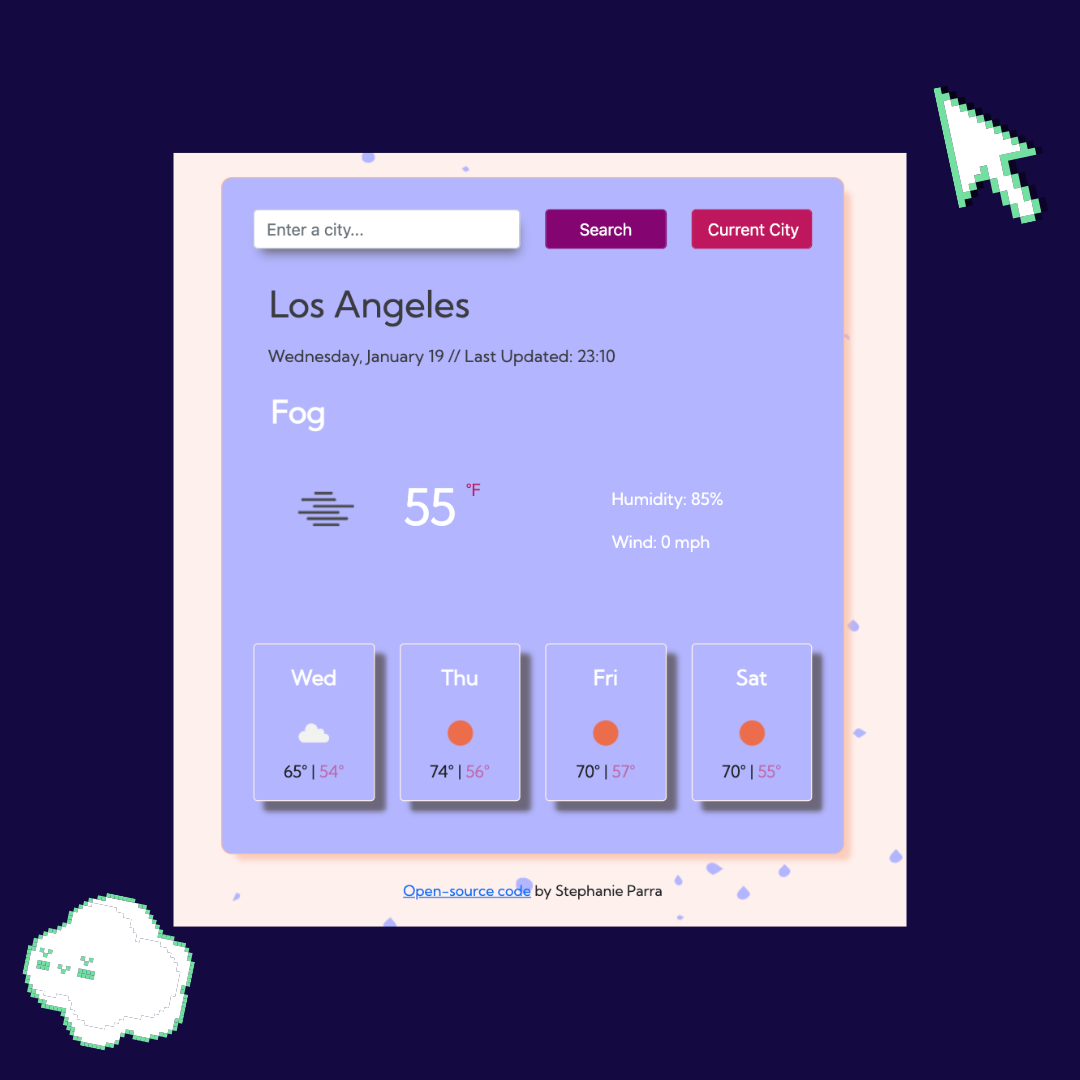 Enter a city...
Search
Current City
Los Angeles
Wednesday, January 19 // Last Updated: 23:10
Fog
55 °F
Humidity: 85%
Wind: 0 mph
Wed
Thu
Fri
Sat
65° | 54°
74° | 56°
70° | 57°
70° | 55°
Open-source code by Stephanie Parra